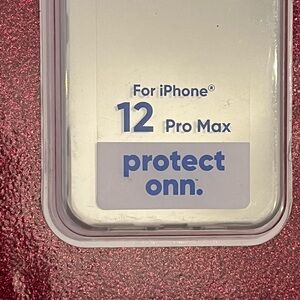 For iPhone®
12 Pro Max
protect
onn.